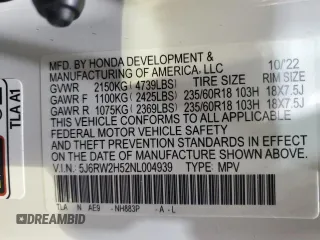 MFD. BY HONDA DEVELOPMENT & 10/22
MANUFACTURING OF AMERICA, LLC
GVWR 2150KG (4739LBS) TIRE SIZE RIM SIZE
GAWR F 1100KG (2425LBS) 235/60R18 103H 18X7.5J
GAWR R 1075KG (2369LBS) 235/60R18 103H 18X7.5J
THIS VEHICLE CONFORMS TO ALL APPLICABLE
FEDERAL MOTOR VEHICLE SAFETY
AND THEFT PREVENTION STANDARDS IN EFFECT
ON THE DATE OF MANUFACTURE SHOWN ABOVE.
V.I.N. 5J6RW2H52NL004939 TYPE: MPV
TLA AE9 - NH883P - A - L
TLA A1
DREAMBID